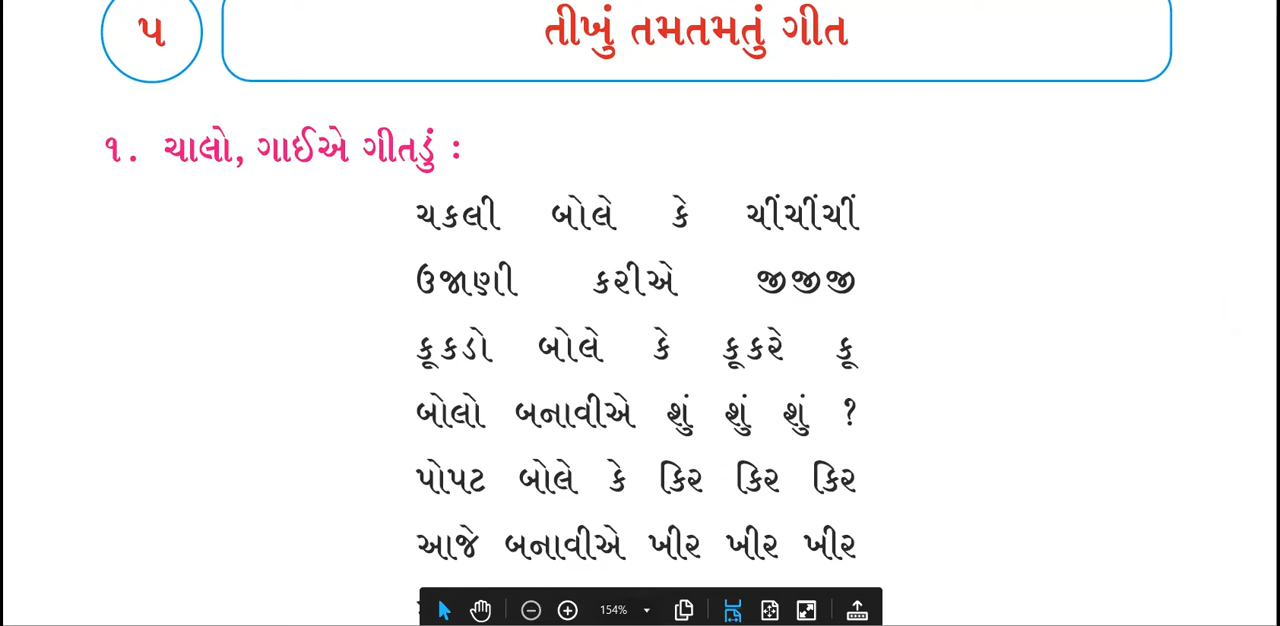 ૫
તીખું તમતમતું ગીત
૧. ચાલો, ગાઈએ ગીતડું :
ચકલી બોલે કે ચીંચીંચીં
ઉજાણી કરીએ જીજીજી
કૂકડો બોલે કે કૂકરે કૂ
બોલો બનાવીએ શું શું શું ?
પોપટ બોલે કે કિર કિર કિર
આજે બનાવીએ ખીર ખીર ખીર
154%